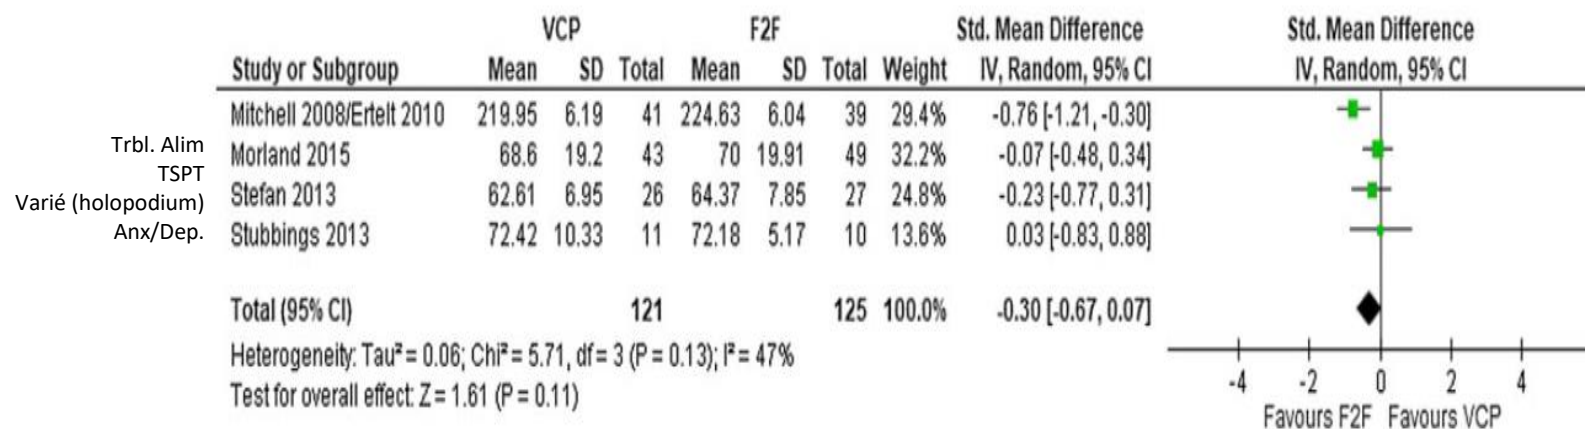 VCP F2F Std. Mean Difference Std. Mean Difference
Study or Subgroup Mean SD Total Mean SD Total Weight IV, Random, 95% CI IV, Random, 95% CI
Mitchell 2008/Ertelt 2010 219.95 6.19 41 224.63 6.04 39 29.4% -0.76 [-1.21, -0.30]
Trbl. Alim
Morland 2015 68.6 19.2 43 70 19.91 49 32.2% -0.07 [-0.48, 0.34]
TSPT
Stefan 2013 62.61 6.95 26 64.37 7.85 27 24.8% -0.23 [-0.77, 0.31]
Varié (holopodium)
Stubbings 2013 72.42 10.33 11 72.18 5.17 10 13.6% 0.03 [-0.83, 0.88]
Anx/Dep.
Total (95% CI) 121 125 100.0% -0.30 [-0.67, 0.07]
Heterogeneity: Tau² = 0.06; Chi² = 5.71, df = 3 (P = 0.13); I² = 47%
Test for overall effect: Z = 1.61 (P = 0.11)
-4 -2 0 2 4
Favours F2F Favours VCP